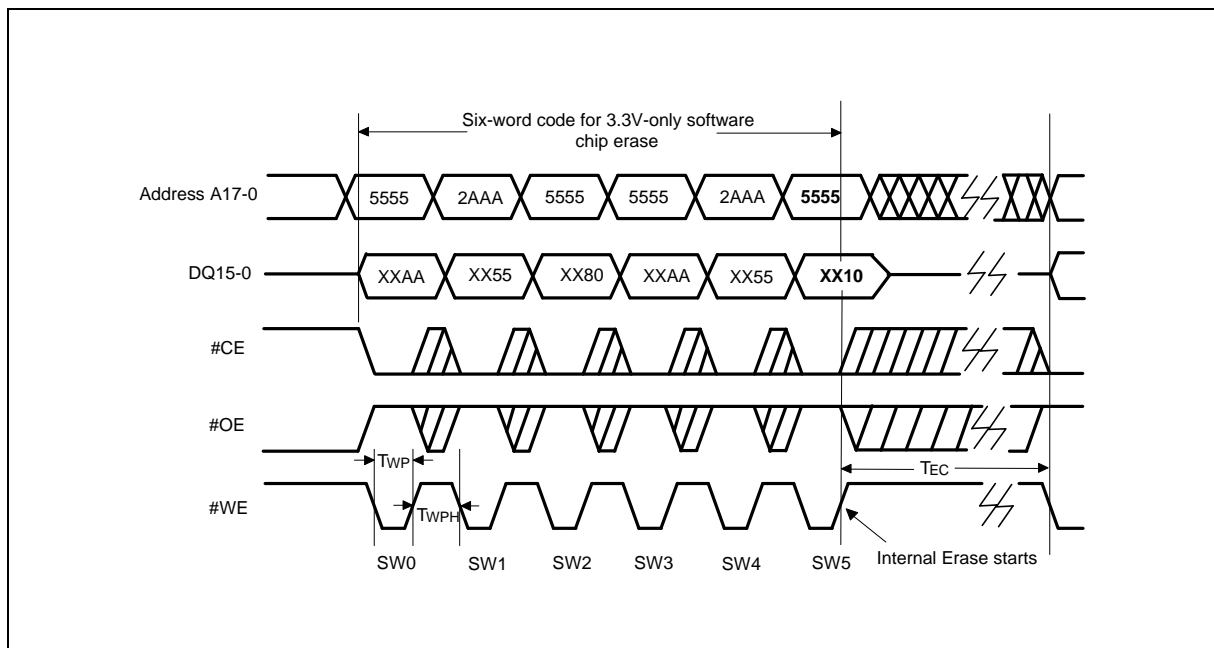 Six-word code for 3.3V-only software
chip erase
Address A17-0
5555 2AAA 5555 5555 2AAA 5555
DQ15-0
XXAA XX55 XX80 XXAA XX55 XX10
#CE
#OE
TWP
TEC
#WE
TWPH
Internal Erase starts
SW0 SW1 SW2 SW3 SW4 SW5